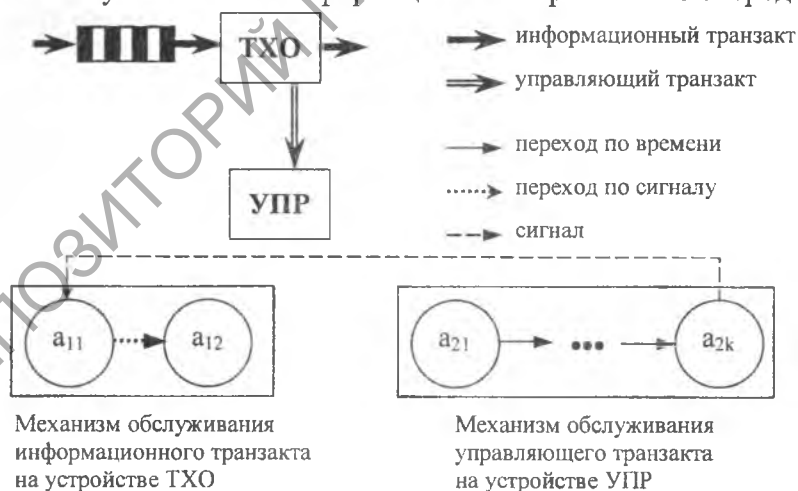 ТХО
информационный транзакт
управляющий транзакт
УПР
переход по времени
переход по сигналу
сигнал
a11
a12
a21
a2k
Механизм обслуживания
информационного транзакта
на устройстве ТХО
Механизм обслуживания
управляющего транзакта
на устройстве УПР